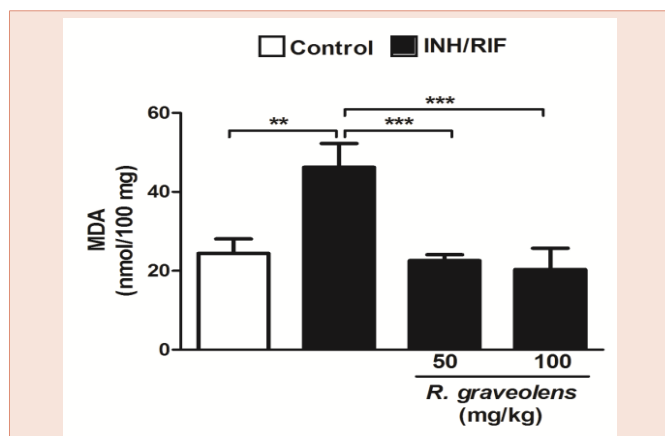 Control INH/RIF
***
** ***
60
40
20
0
MDA
(nmol/100 mg)
50 100
R. graveolens
(mg/kg)